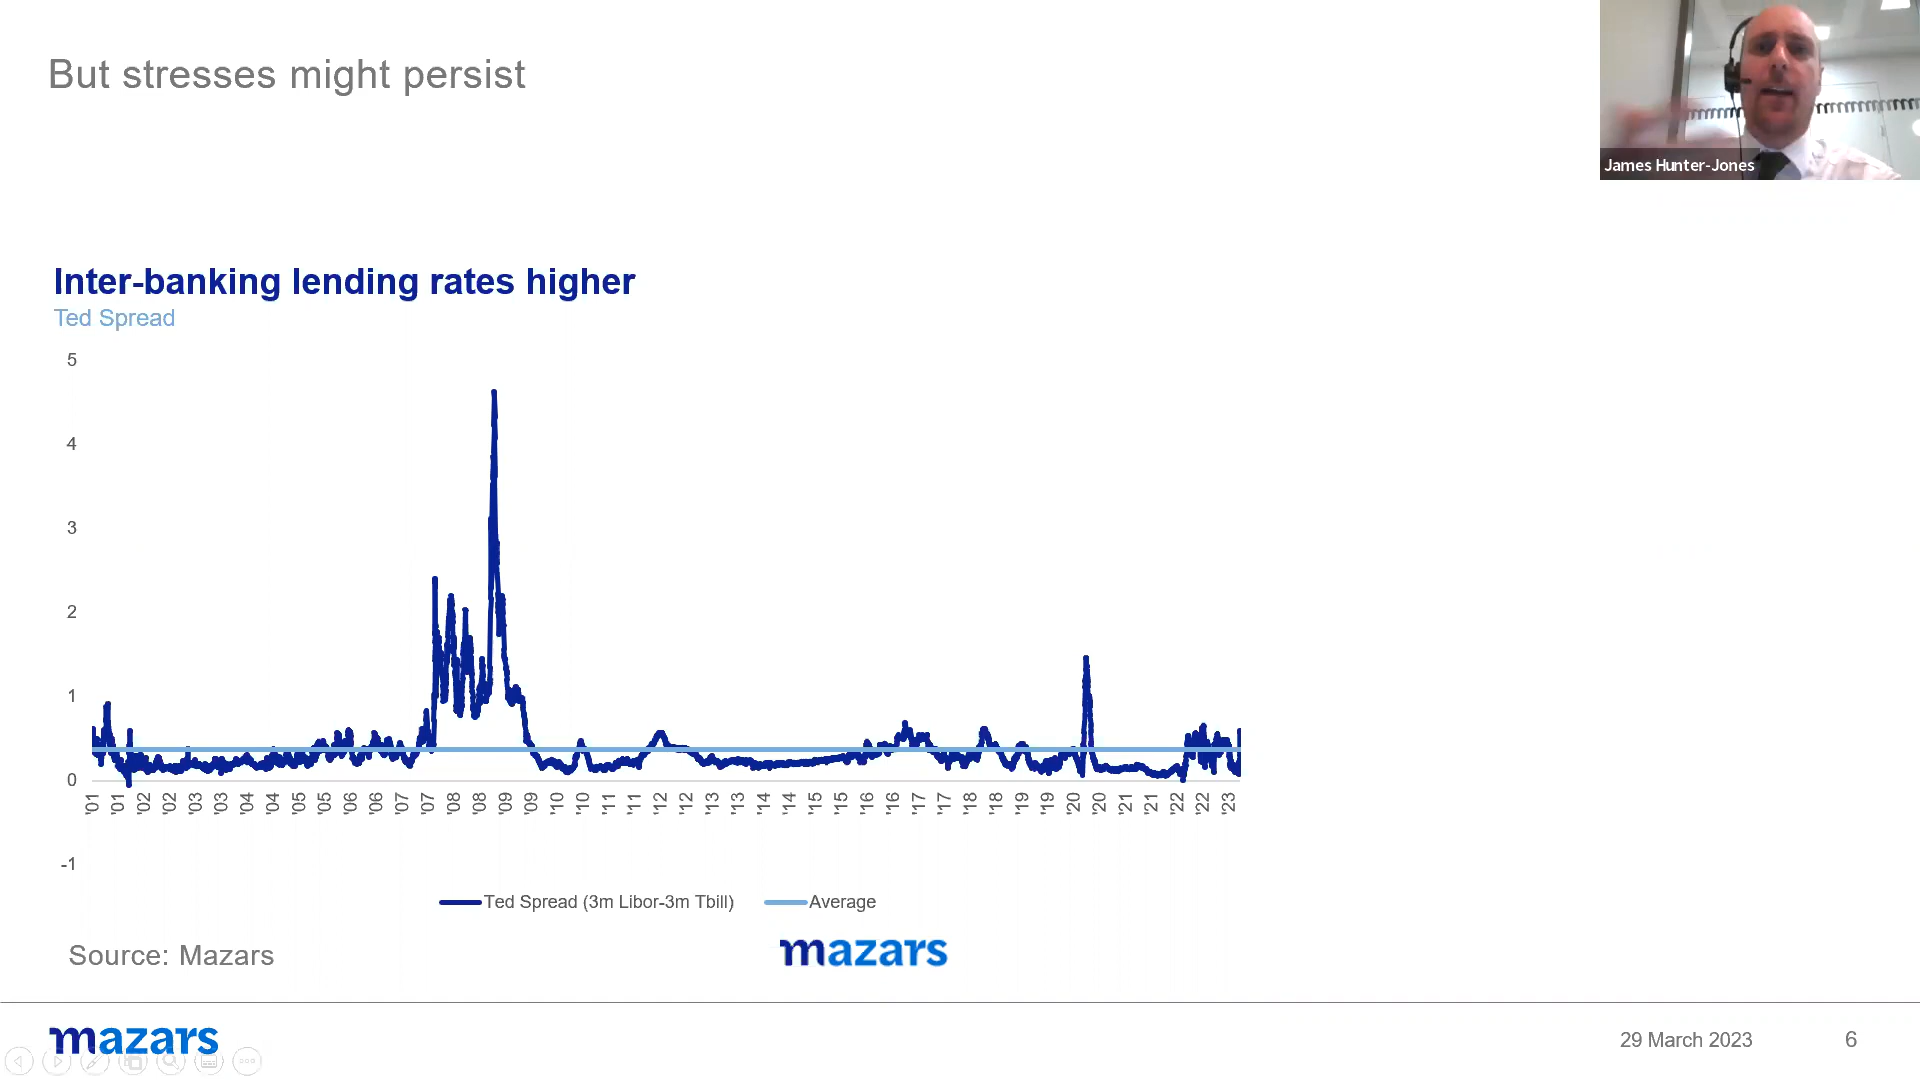 But stresses might persist
James Hunter-Jones
Inter-banking lending rates higher
Ted Spread
5
4
3
2
1
0
-1
'01 '01 '02 '02 '03 '03 '04 '04 '05 '05 '06 '06 '07 '07 '08 '08 '09 '09 '10 '10 '11 '11 '12 '12 '13 '13 '14 '14 '15 '15 '16 '16 '17 '17 '18 '18 '19 '19 '20 '20 '21 '21 '22 '22 '23
Ted Spread (3m Libor-3m Tbill) Average
Source: Mazars
mazars
mazars
29 March 2023 6